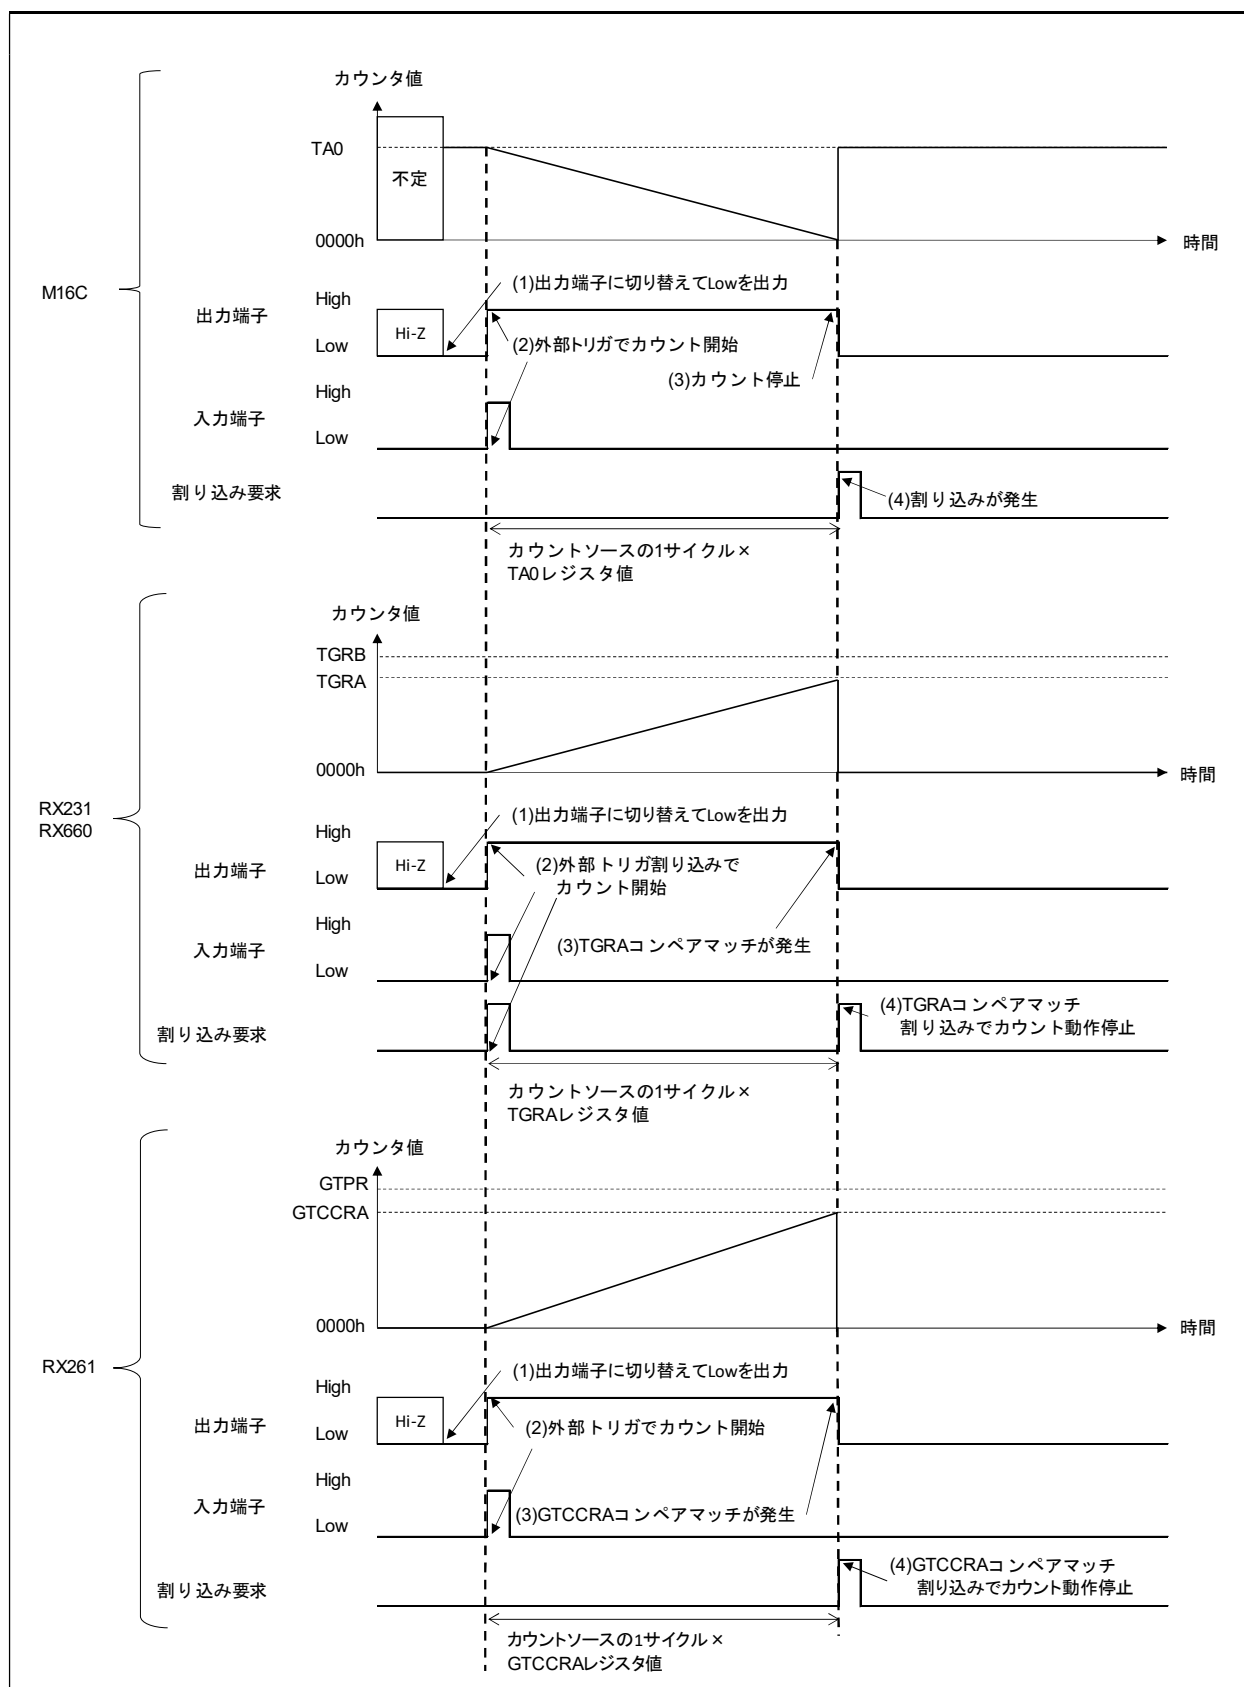 カウンタ値
TA0
不定
0000h
時間
M16C
(1)出力端子に切り替えてLowを出力
High
出力端子
Hi-Z
Low
(2)外部トリガでカウント開始
(3)カウント停止
High
入力端子
Low
割り込み要求
(4)割り込みが発生
カウントソースの1サイクル×
TA0レジスタ値
カウンタ値
TGRB
TGRA
0000h
時間
RX231
RX660
(1)出力端子に切り替えてLowを出力
High
出力端子
Hi-Z
Low
(2)外部トリガ割り込みで
カウント開始
High
入力端子
Low
(3)TGRAコンペアマッチが発生
割り込み要求
(4)TGRAコンペアマッチ
割り込みでカウント動作停止
カウントソースの1サイクル×
TGRAレジスタ値
カウンタ値
GTPR
GTCCRA
0000h
時間
RX261
(1)出力端子に切り替えてLowを出力
High
出力端子
Hi-Z
Low
(2)外部トリガでカウント開始
High
入力端子
Low
(3)GTCCRAコンペアマッチが発生
割り込み要求
(4)GTCCRAコンペアマッチ
割り込みでカウント動作停止
カウントソースの1サイクル×
GTCCRAレジスタ値